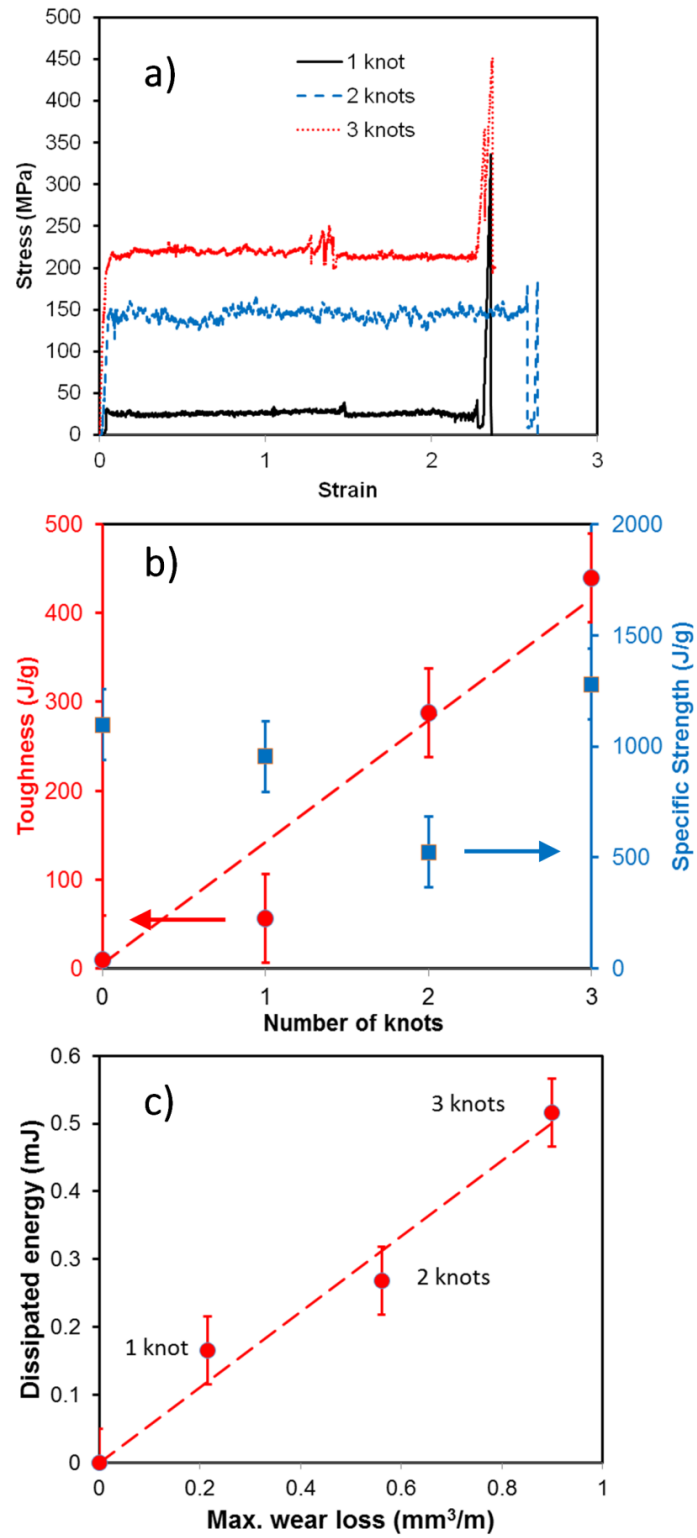 a)
500
450
400
350
300
250
200
150
100
50
0
Stress (MPa)
1 knot
2 knots
3 knots
0 1 2 3
Strain
b)
500
400
300
200
100
0
Toughness (J/g)
2000
1500
1000
500
0
Specific Strength (J/g)
0 1 2 3
Number of knots
c)
0.6
0.5
0.4
0.3
0.2
0.1
0
Dissipated energy (mJ)
3 knots
2 knots
1 knot
0 0.2 0.4 0.6 0.8 1
Max. wear loss (mm³/m)